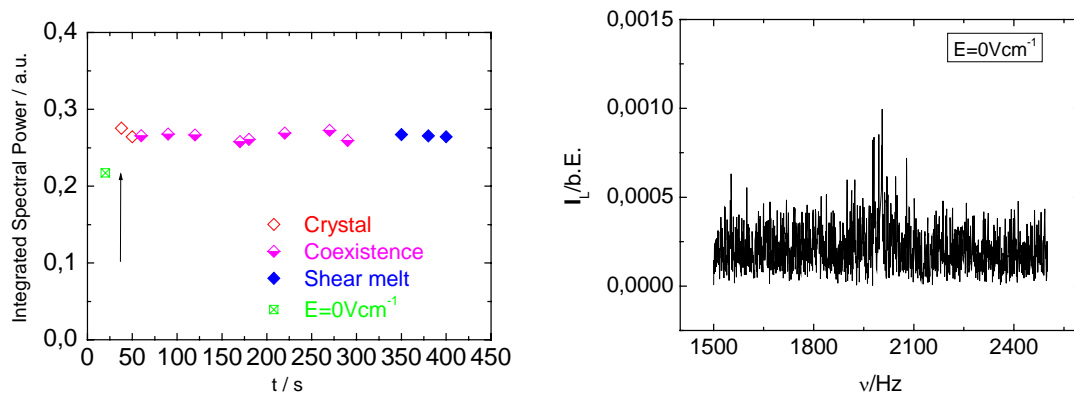 0,4
0,3
0,2
0,1
0,0
Integrated Spectral Power / a.u.
Crystal
Coexistence
Shear melt
E=0Vcm⁻¹
0 50 100 150 200 250 300 350 400 450
t / s
0,0015
0,0010
0,0005
0,0000
I_L/b.E.
E=0Vcm⁻¹
1500 1800 2100 2400
ν/Hz